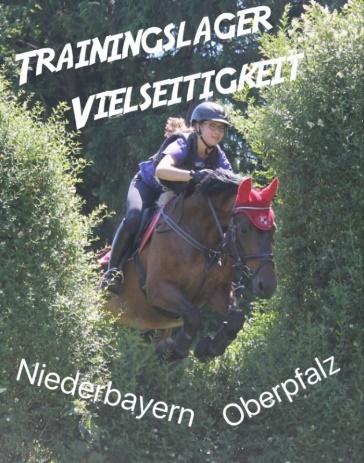 Trainingslager
Vielseitigkeit
Niederbayern Oberpfalz